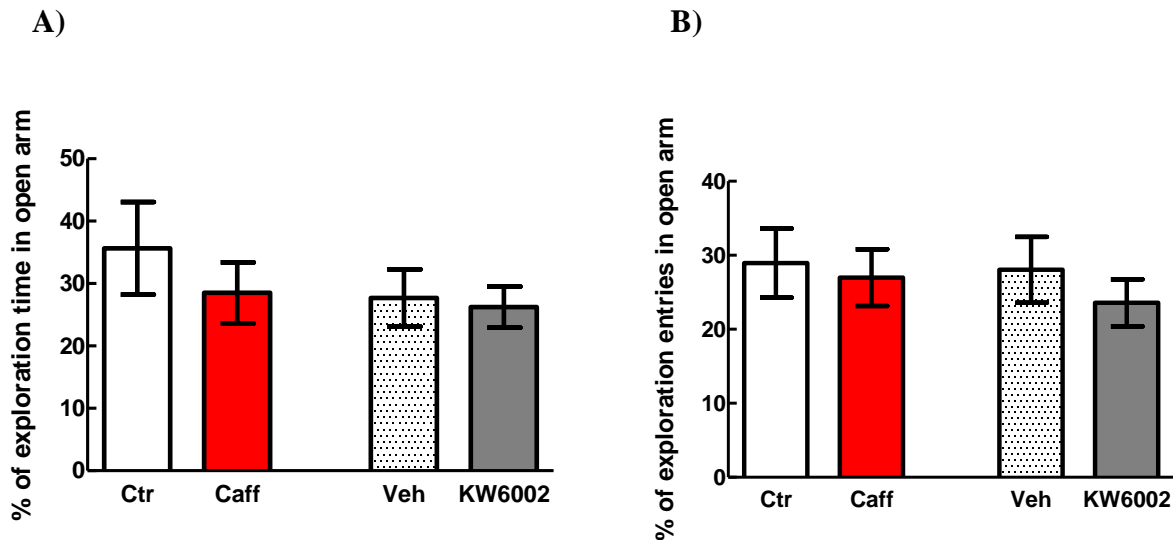 A)
% of exploration time in open arm
50
40
30
20
10
0
Ctr Caff Veh KW6002
B)
% of exploration entries in open arm
40
30
20
10
0
Ctr Caff Veh KW6002